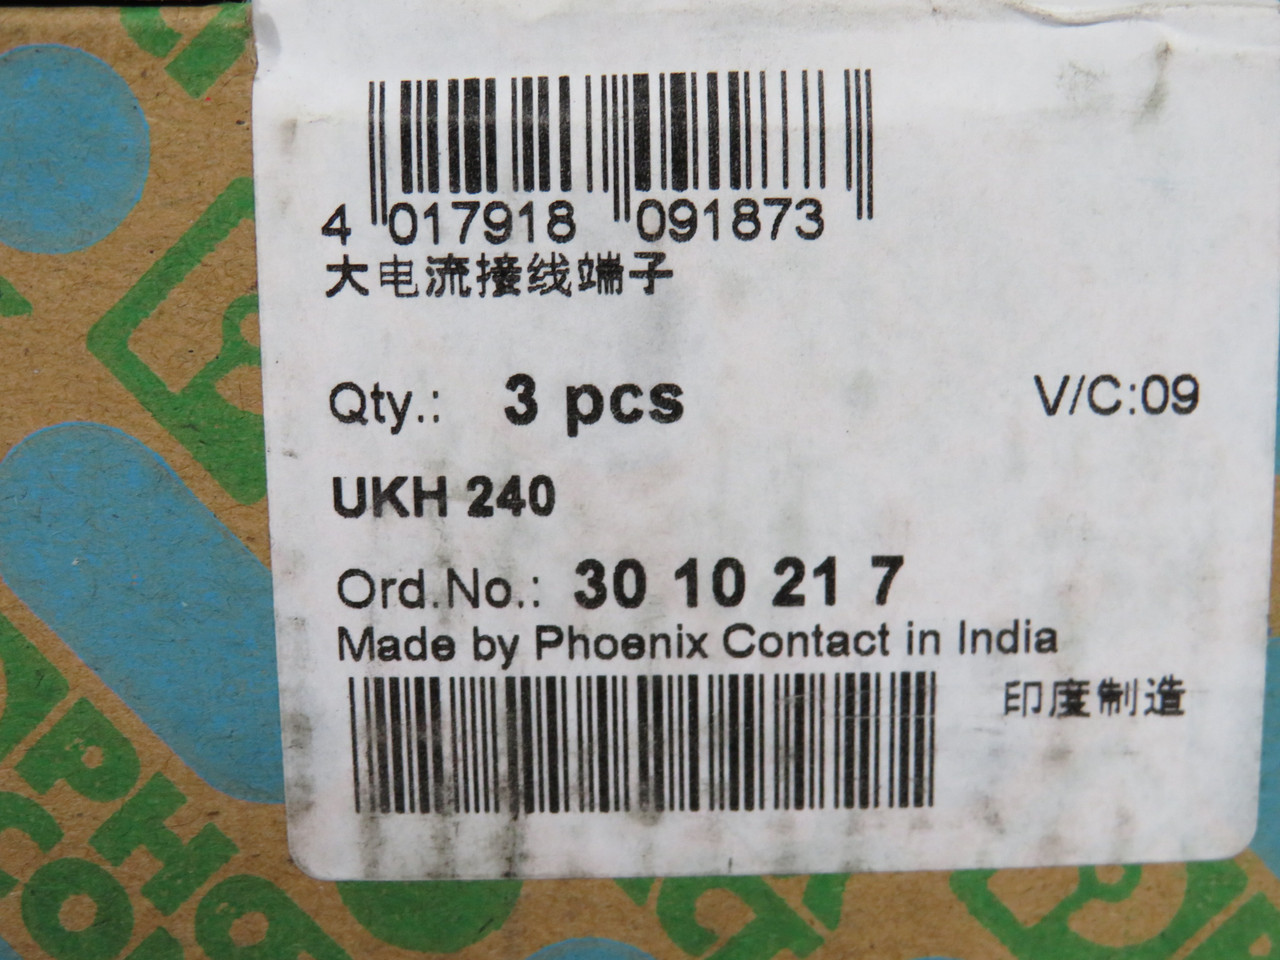 4 017918 091873
大电流接线端子
Qty.: 3 pcs V/C:09
UKH 240
Ord.No.: 30 10 21 7
Made by Phoenix Contact in India
印度制造